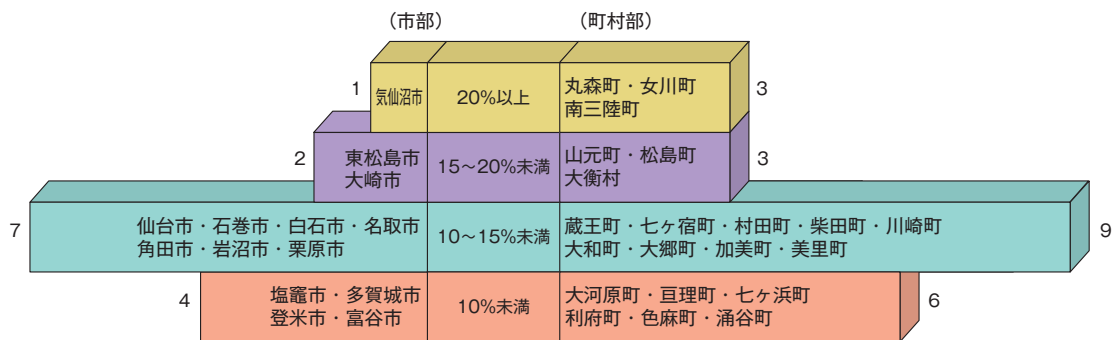 （市部）
（町村部）
1
気仙沼市
20%以上
丸森町・女川町
南三陸町
3
2
東松島市
大崎市
15〜20%未満
山元町・松島町
大衡村
3
7
仙台市・石巻市・白石市・名取市
角田市・岩沼市・栗原市
10〜15%未満
蔵王町・七ヶ宿町・村田町・柴田町・川崎町
大和町・大郷町・加美町・美里町
9
4
塩竈市・多賀城市
登米市・富谷市
10%未満
大河原町・亘理町・七ヶ浜町
利府町・色麻町・涌谷町
6